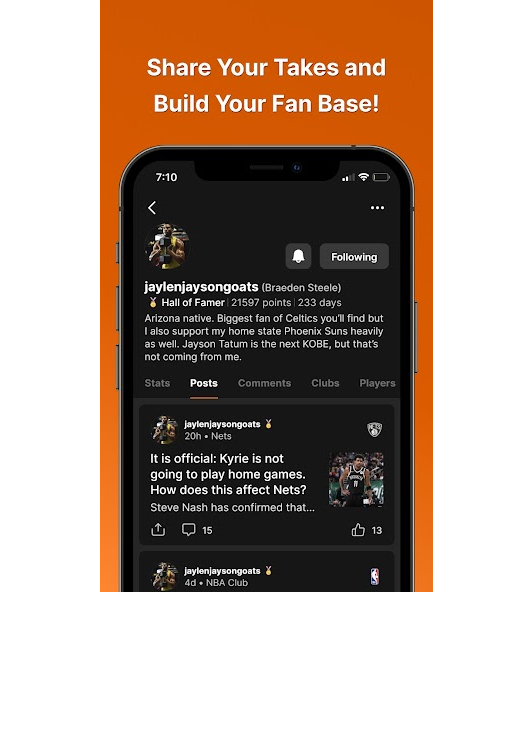 Share Your Takes and
Build Your Fan Base!
7:10
Following
jaylenjaysongoats (Braeden Steele)
Hall of Famer | 21597 points | 233 days
Arizona native. Biggest fan of Celtics you'll find but
I also support my home state Phoenix Suns heavily
as well. Jayson Tatum is the next KOBE, but that's
not coming from me.
Stats Posts Comments Clubs Players
jaylenjaysongoats
20h • Nets
NETS
It is official: Kyrie is not
going to play home games.
How does this affect Nets?
Steve Nash has confirmed that...
15
13
jaylenjaysongoats
4d • NBA Club